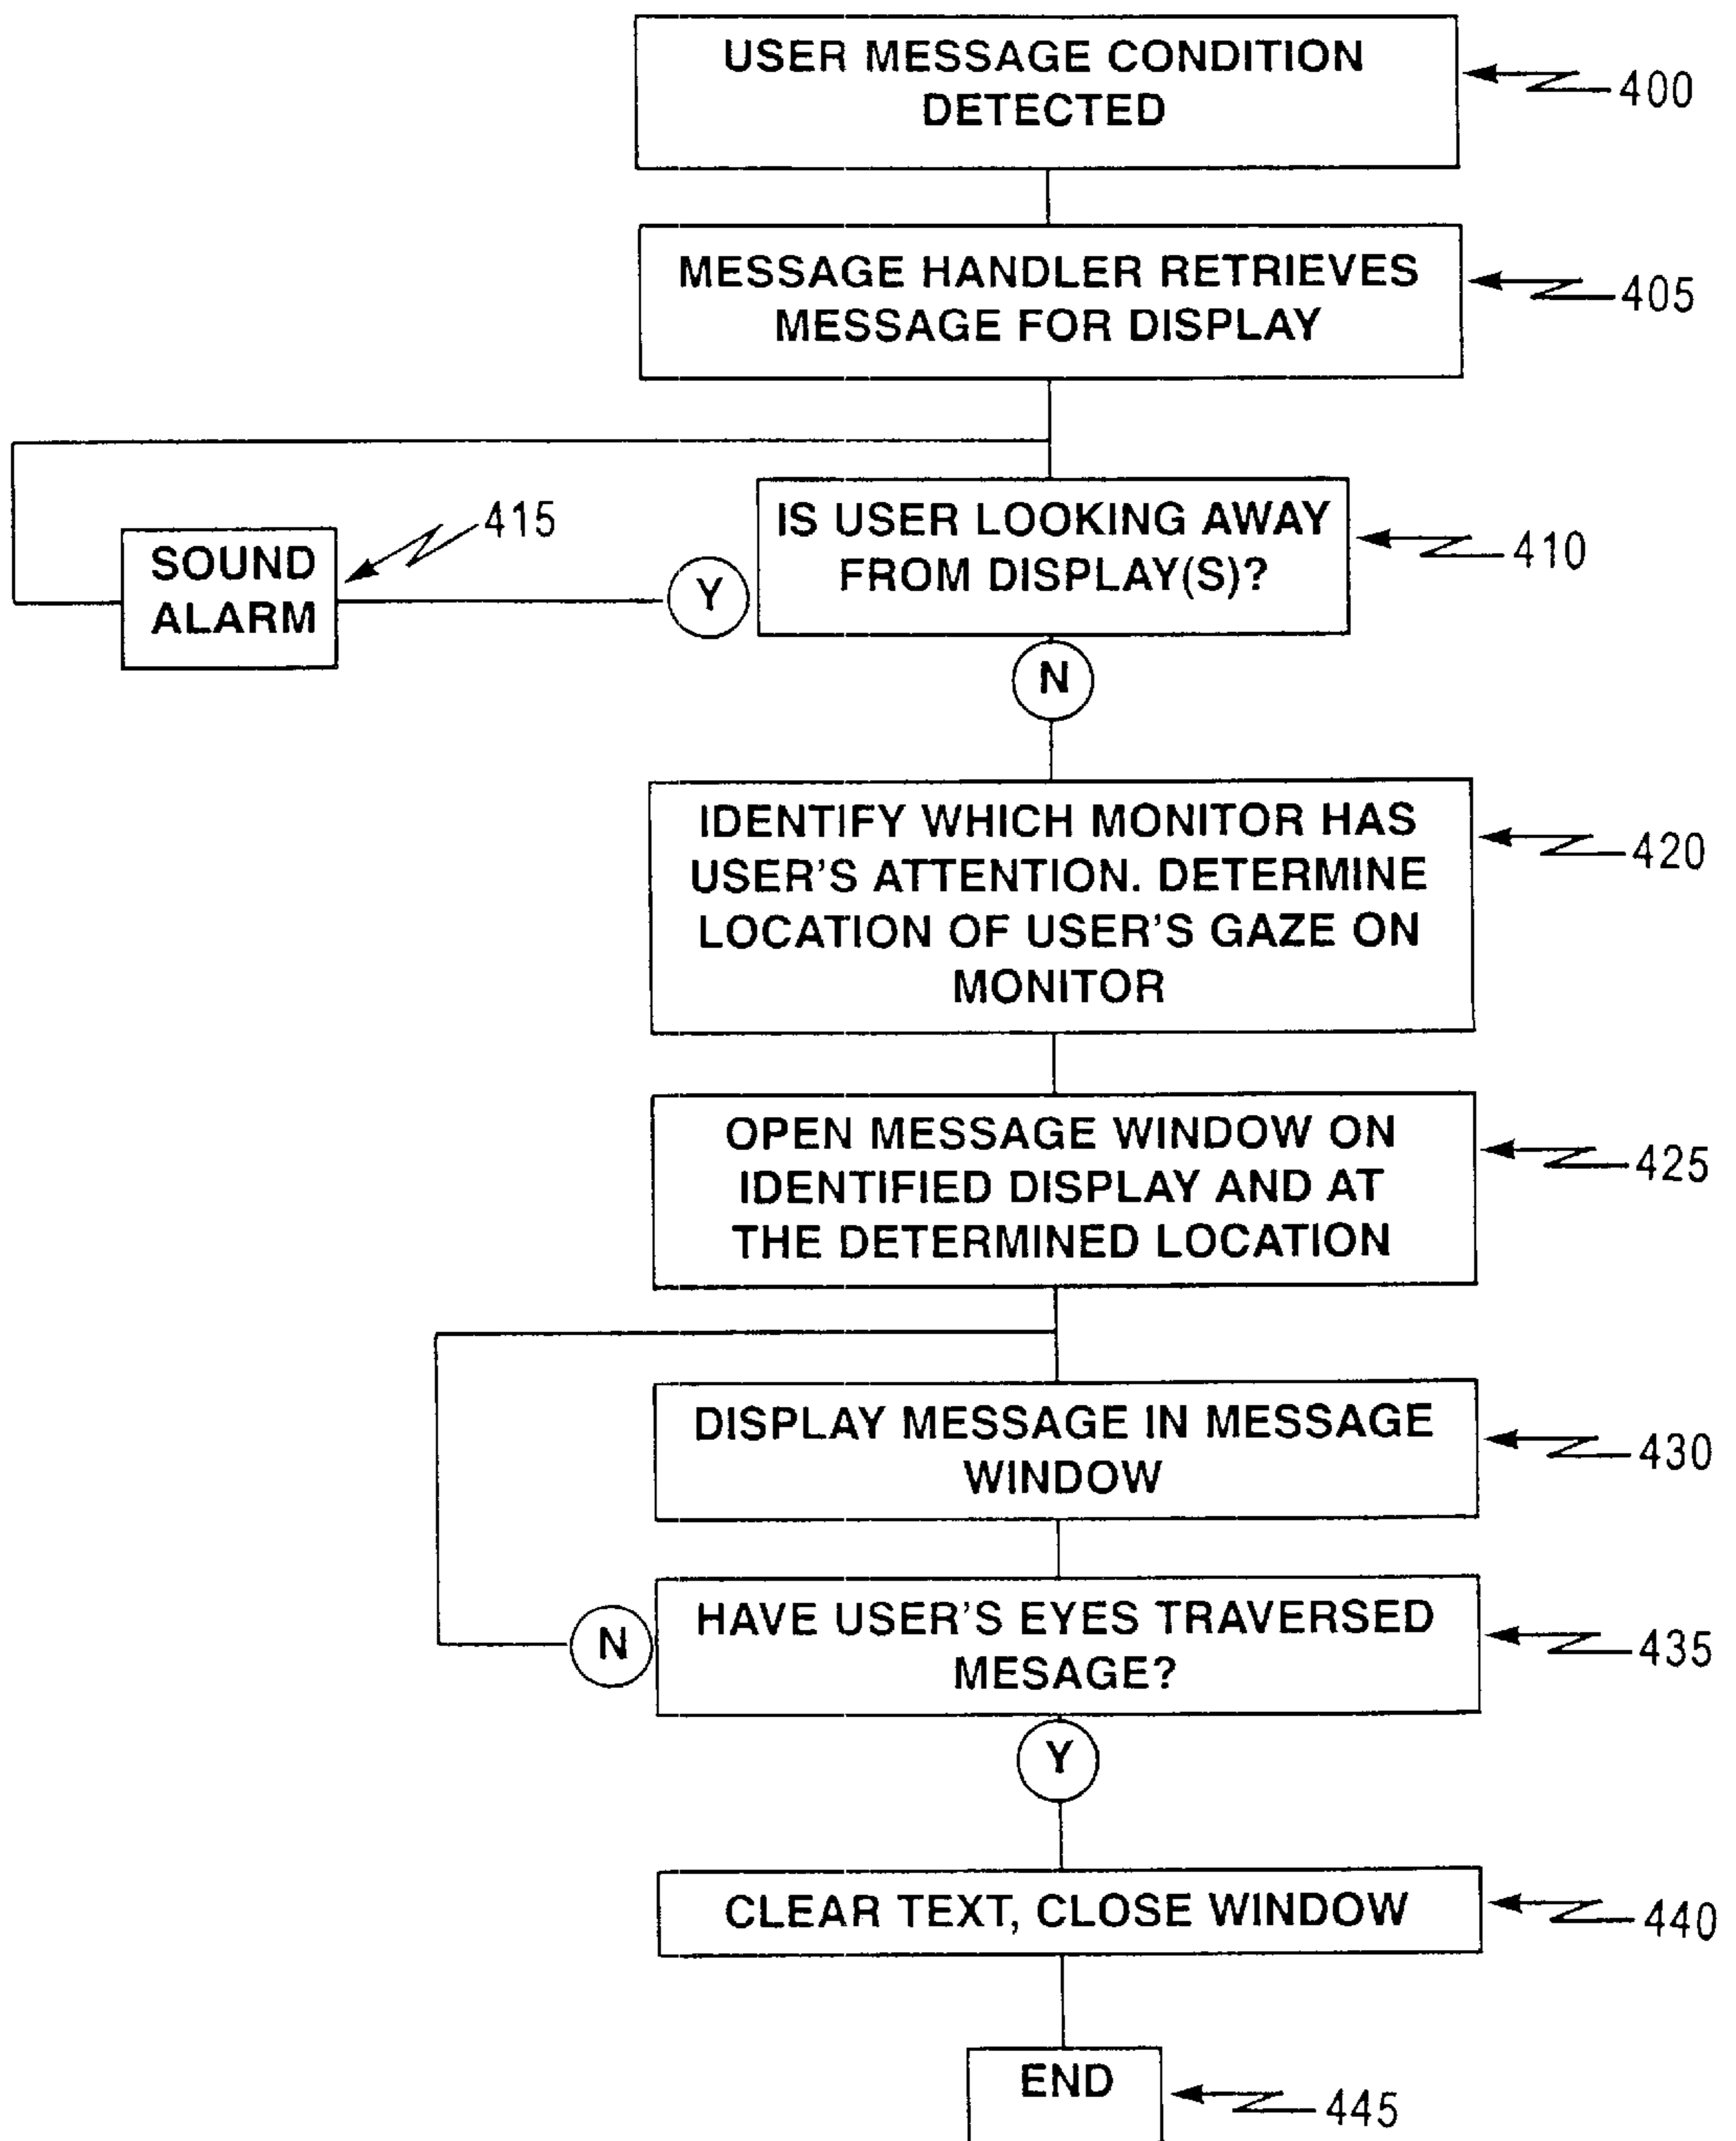 USER MESSAGE CONDITION
DETECTED
400
MESSAGE HANDLER RETRIEVES
MESSAGE FOR DISPLAY
405
IS USER LOOKING AWAY
FROM DISPLAY(S)?
410
Y
SOUND
ALARM
415
N
IDENTIFY WHICH MONITOR HAS
USER'S ATTENTION. DETERMINE
LOCATION OF USER'S GAZE ON
MONITOR
420
OPEN MESSAGE WINDOW ON
IDENTIFIED DISPLAY AND AT
THE DETERMINED LOCATION
425
DISPLAY MESSAGE IN MESSAGE
WINDOW
430
HAVE USER'S EYES TRAVERSED
MESAGE?
435
N
Y
CLEAR TEXT, CLOSE WINDOW
440
END
445